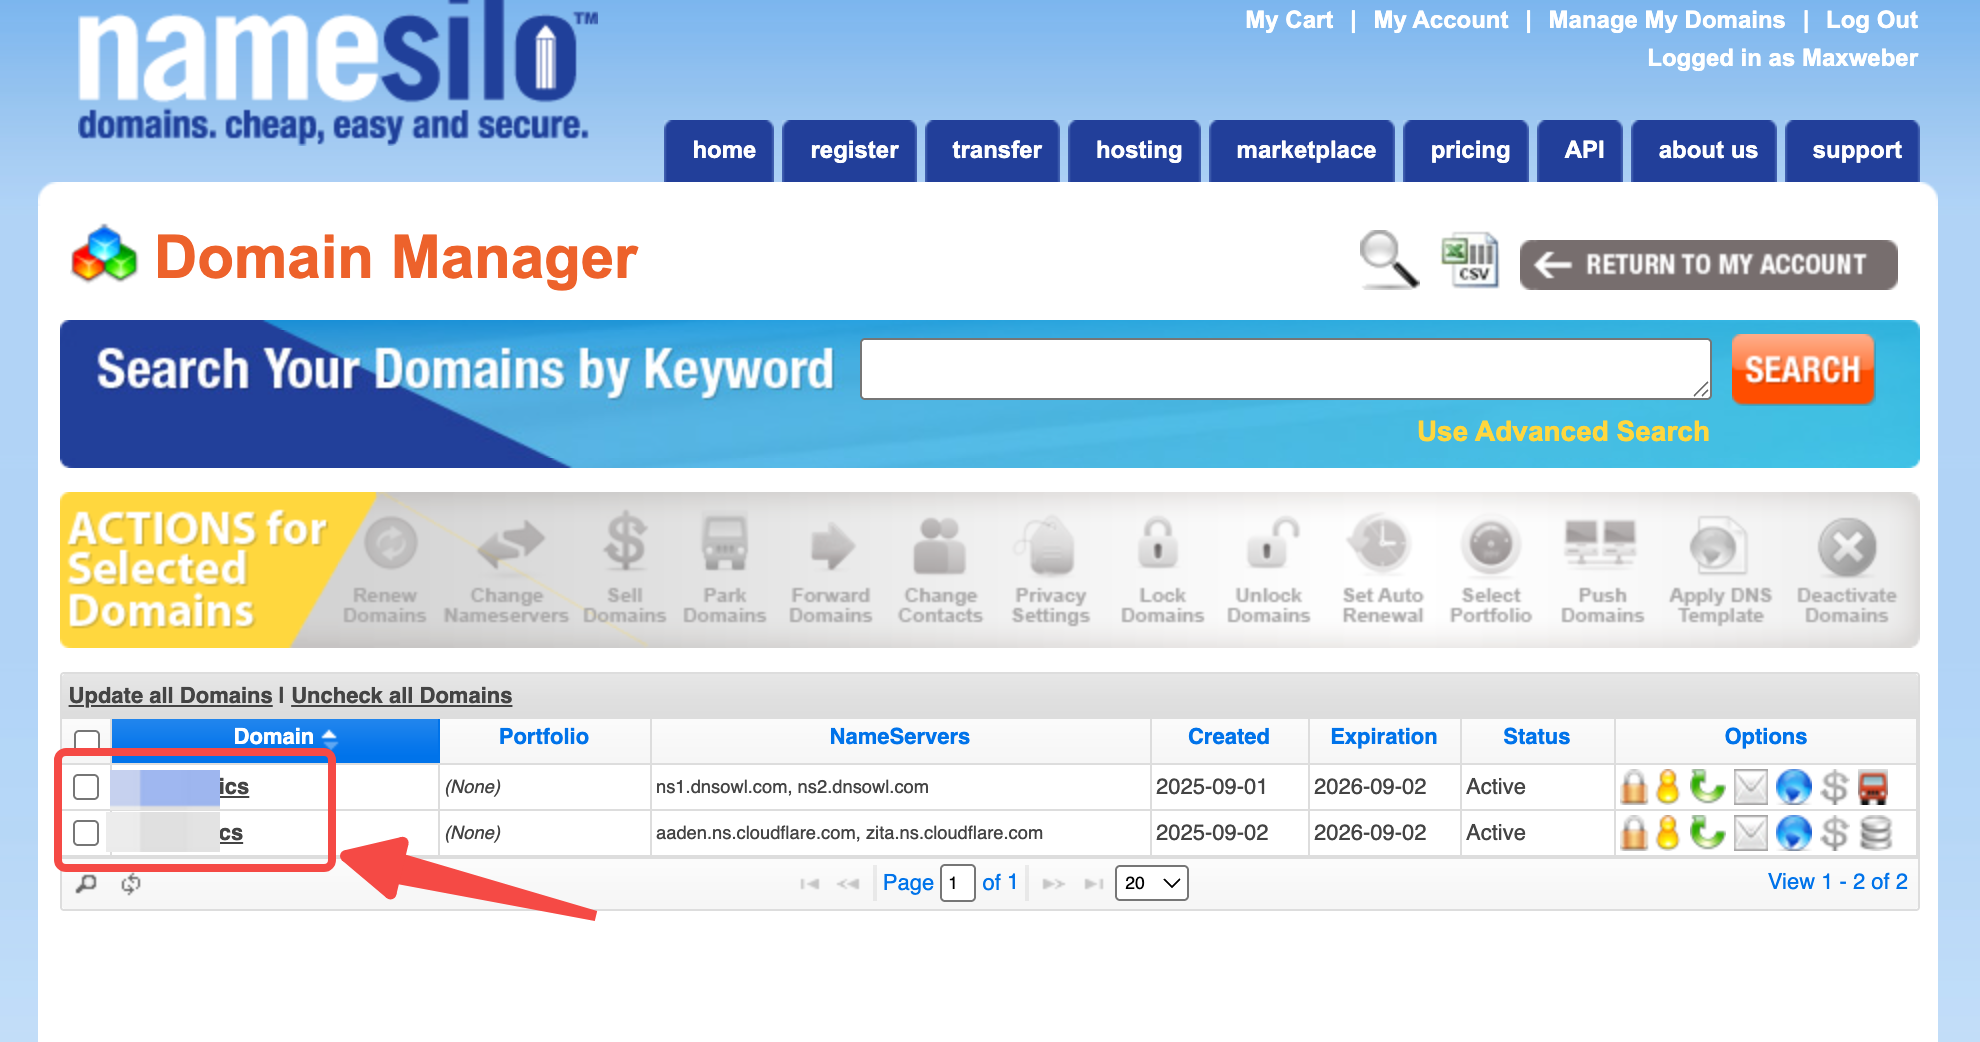 My Cart | My Account | Manage My Domains | Log Out
Logged in as Maxweber
namesilo™
domains. cheap, easy and secure.
home register transfer hosting marketplace pricing API about us support
Domain Manager
CSV
RETURN TO MY ACCOUNT
Search Your Domains by Keyword
SEARCH
Use Advanced Search
ACTIONS for
Selected
Domains
Renew Domains
Change Nameservers
Sell Domains
Park Domains
Forward Domains
Change Contacts
Privacy Settings
Lock Domains
Unlock Domains
Set Auto Renewal
Select Portfolio
Push Domains
Apply DNS Template
Deactivate Domains
Update all Domains | Uncheck all Domains
Domain Portfolio NameServers Created Expiration Status Options
ics (None) ns1.dnsowl.com, ns2.dnsowl.com 2025-09-01 2026-09-02 Active
cs (None) aaden.ns.cloudflare.com, zita.ns.cloudflare.com 2025-09-02 2026-09-02 Active
Page 1 of 1 20 View 1 - 2 of 2